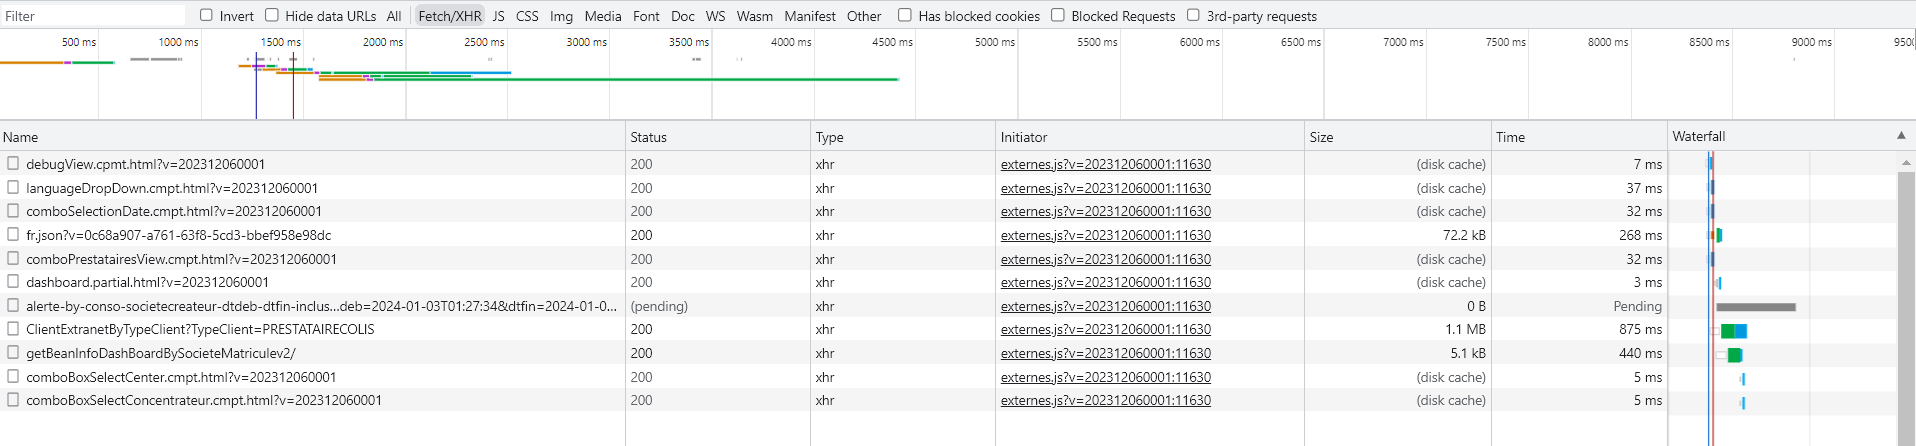 Filter Invert Hide data URLs All Fetch/XHR JS CSS Img Media Font Doc WS Wasm Manifest Other Has blocked cookies Blocked Requests 3rd-party requests
500 ms 1000 ms 1500 ms 2000 ms 2500 ms 3000 ms 3500 ms 4000 ms 4500 ms 5000 ms 5500 ms 6000 ms 6500 ms 7000 ms 7500 ms 8000 ms 8500 ms 9000 ms 9500
Name Status Type Initiator Size Time Waterfall
debugView.cpmt.html?v=202312060001 200 xhr externes.js?v=202312060001:11630 (disk cache) 7 ms
languageDropDown.cmpt.html?v=202312060001 200 xhr externes.js?v=202312060001:11630 (disk cache) 37 ms
comboSelectionDate.cmpt.html?v=202312060001 200 xhr externes.js?v=202312060001:11630 (disk cache) 32 ms
fr.json?v=0c68a907-a761-63f8-5cd3-bbef958e98dc 200 xhr externes.js?v=202312060001:11630 72.2 kB 268 ms
comboPrestatairesView.cmpt.html?v=202312060001 200 xhr externes.js?v=202312060001:11630 (disk cache) 32 ms
dashboard.partial.html?v=202312060001 200 xhr externes.js?v=202312060001:11630 (disk cache) 3 ms
alerte-by-conso-societecreateur-dtdeb-dtfin-inclus...deb=2024-01-03T01:27:34&dtfin=2024-01-0... (pending) xhr externes.js?v=202312060001:11630 0 B Pending
ClientExtranetByTypeClient?TypeClient=PRESTATAIRECOLIS 200 xhr externes.js?v=202312060001:11630 1.1 MB 875 ms
getBeanInfoDashBoardBySocieteMatriculev2/ 200 xhr externes.js?v=202312060001:11630 5.1 kB 440 ms
comboBoxSelectCenter.cmpt.html?v=202312060001 200 xhr externes.js?v=202312060001:11630 (disk cache) 5 ms
comboBoxSelectConcentrateur.cmpt.html?v=202312060001 200 xhr externes.js?v=202312060001:11630 (disk cache) 5 ms